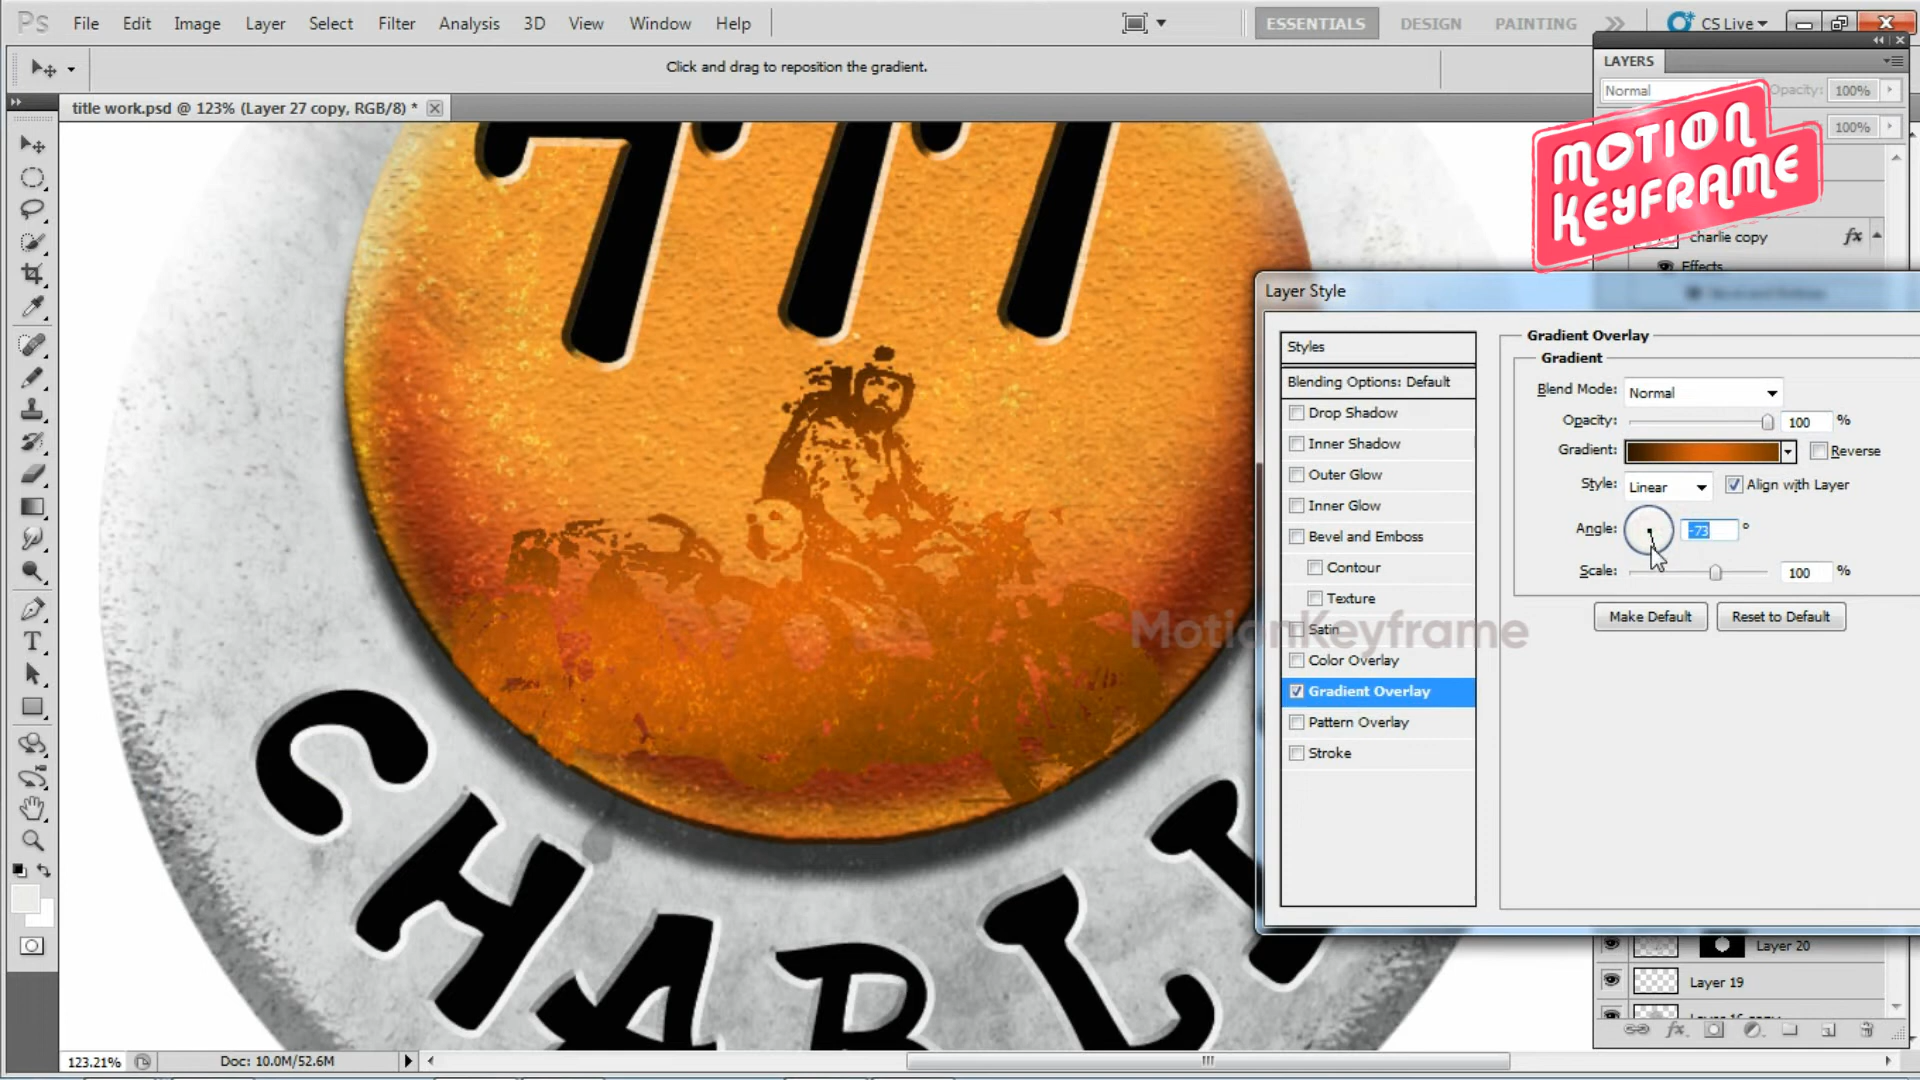 Ps File Edit Image Layer Select Filter Analysis 3D View Window Help ESSENTIALS DESIGN PAINTING CS Live
Click and drag to reposition the gradient.
LAYERS
Normal Opacity: 100%
100%
title work.psd @ 123% (Layer 27 copy, RGB/8) *
MOTION
KEYFRAME
charlie copy fx
Effects
777
CHARLI
Layer Style
Styles
Blending Options: Default
Drop Shadow
Inner Shadow
Outer Glow
Inner Glow
Bevel and Emboss
Contour
Texture
Satin
Color Overlay
Gradient Overlay
Pattern Overlay
Stroke
Gradient Overlay
Gradient
Blend Mode: Normal
Opacity: 100 %
Gradient: Reverse
Style: Linear Align with Layer
Angle: -73 °
Scale: 100 %
Make Default Reset to Default
MotionKeyframe
Layer 20
Layer 19
Layer 16 copy
123.21% Doc: 10.0M/52.6M